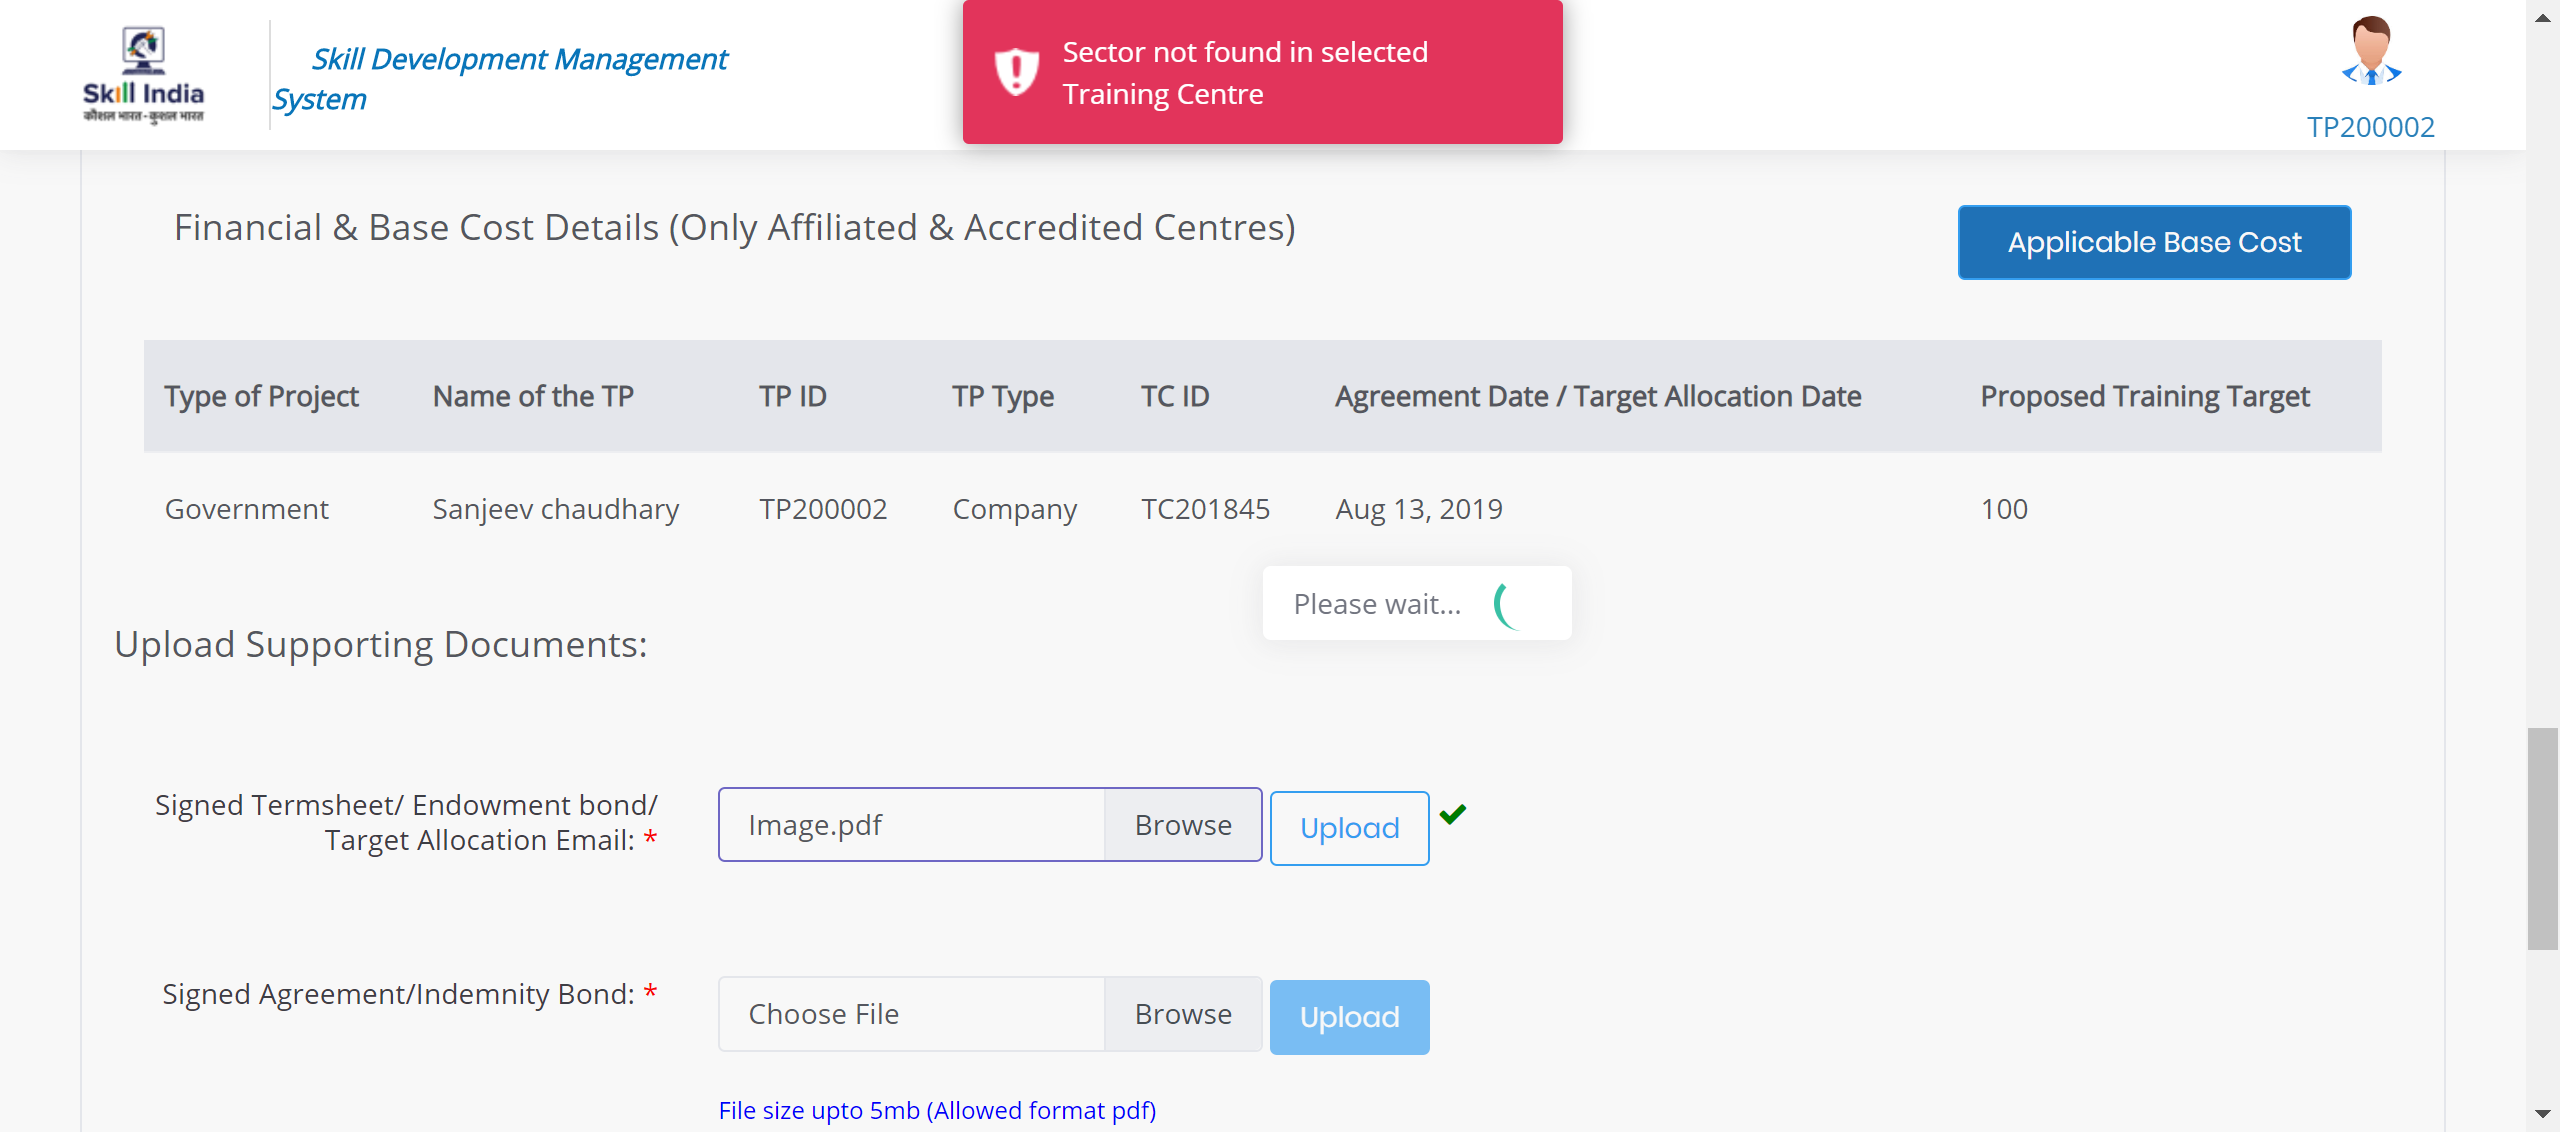 Skill India
कौशल भारत - कुशल भारत
Skill Development Management
System
Sector not found in selected
Training Centre
TP200002
Financial & Base Cost Details (Only Affiliated & Accredited Centres)
Applicable Base Cost
Type of Project Name of the TP TP ID TP Type TC ID Agreement Date / Target Allocation Date Proposed Training Target
Government Sanjeev chaudhary TP200002 Company TC201845 Aug 13, 2019 100
Please wait...
Upload Supporting Documents:
Signed Termsheet/ Endowment bond/
Target Allocation Email: *
Image.pdf Browse Upload
Signed Agreement/Indemnity Bond: *
Choose File Browse Upload
File size upto 5mb (Allowed format pdf)